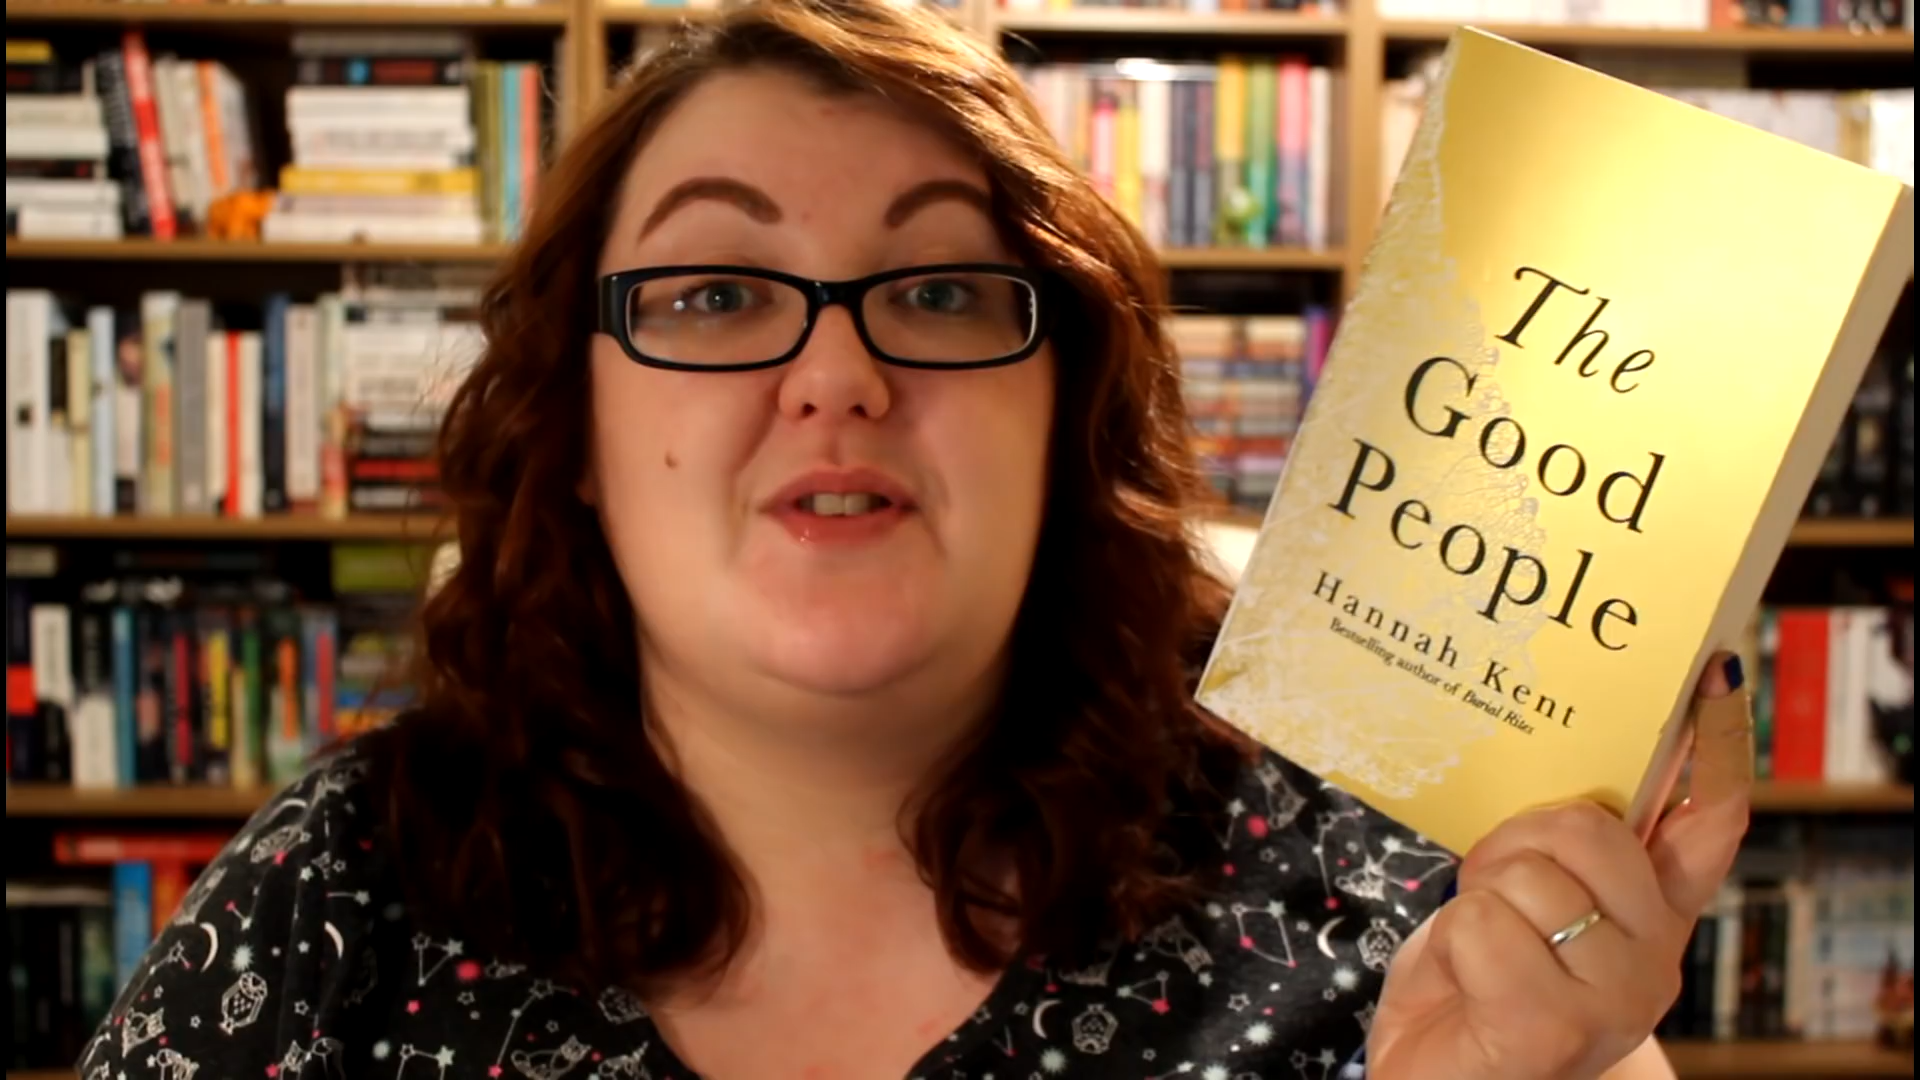 The
Good
People
Hannah Kent
Bestselling author of Burial Rites